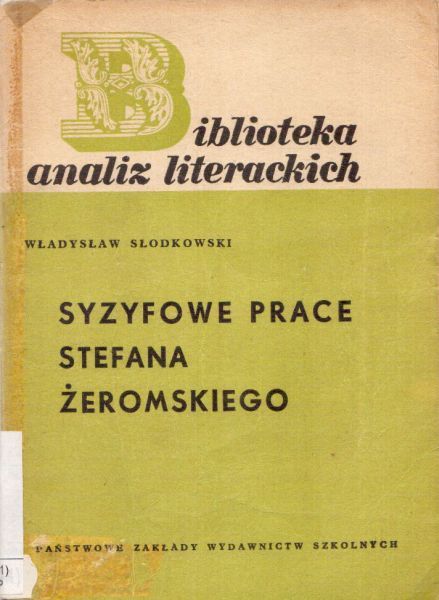 Biblioteka
analiz literackich
WŁADYSŁAW SŁODKOWSKI
SYZYFOWE PRACE
STEFANA
ŻEROMSKIEGO
PAŃSTWOWE ZAKŁADY WYDAWNICTW SZKOLNYCH